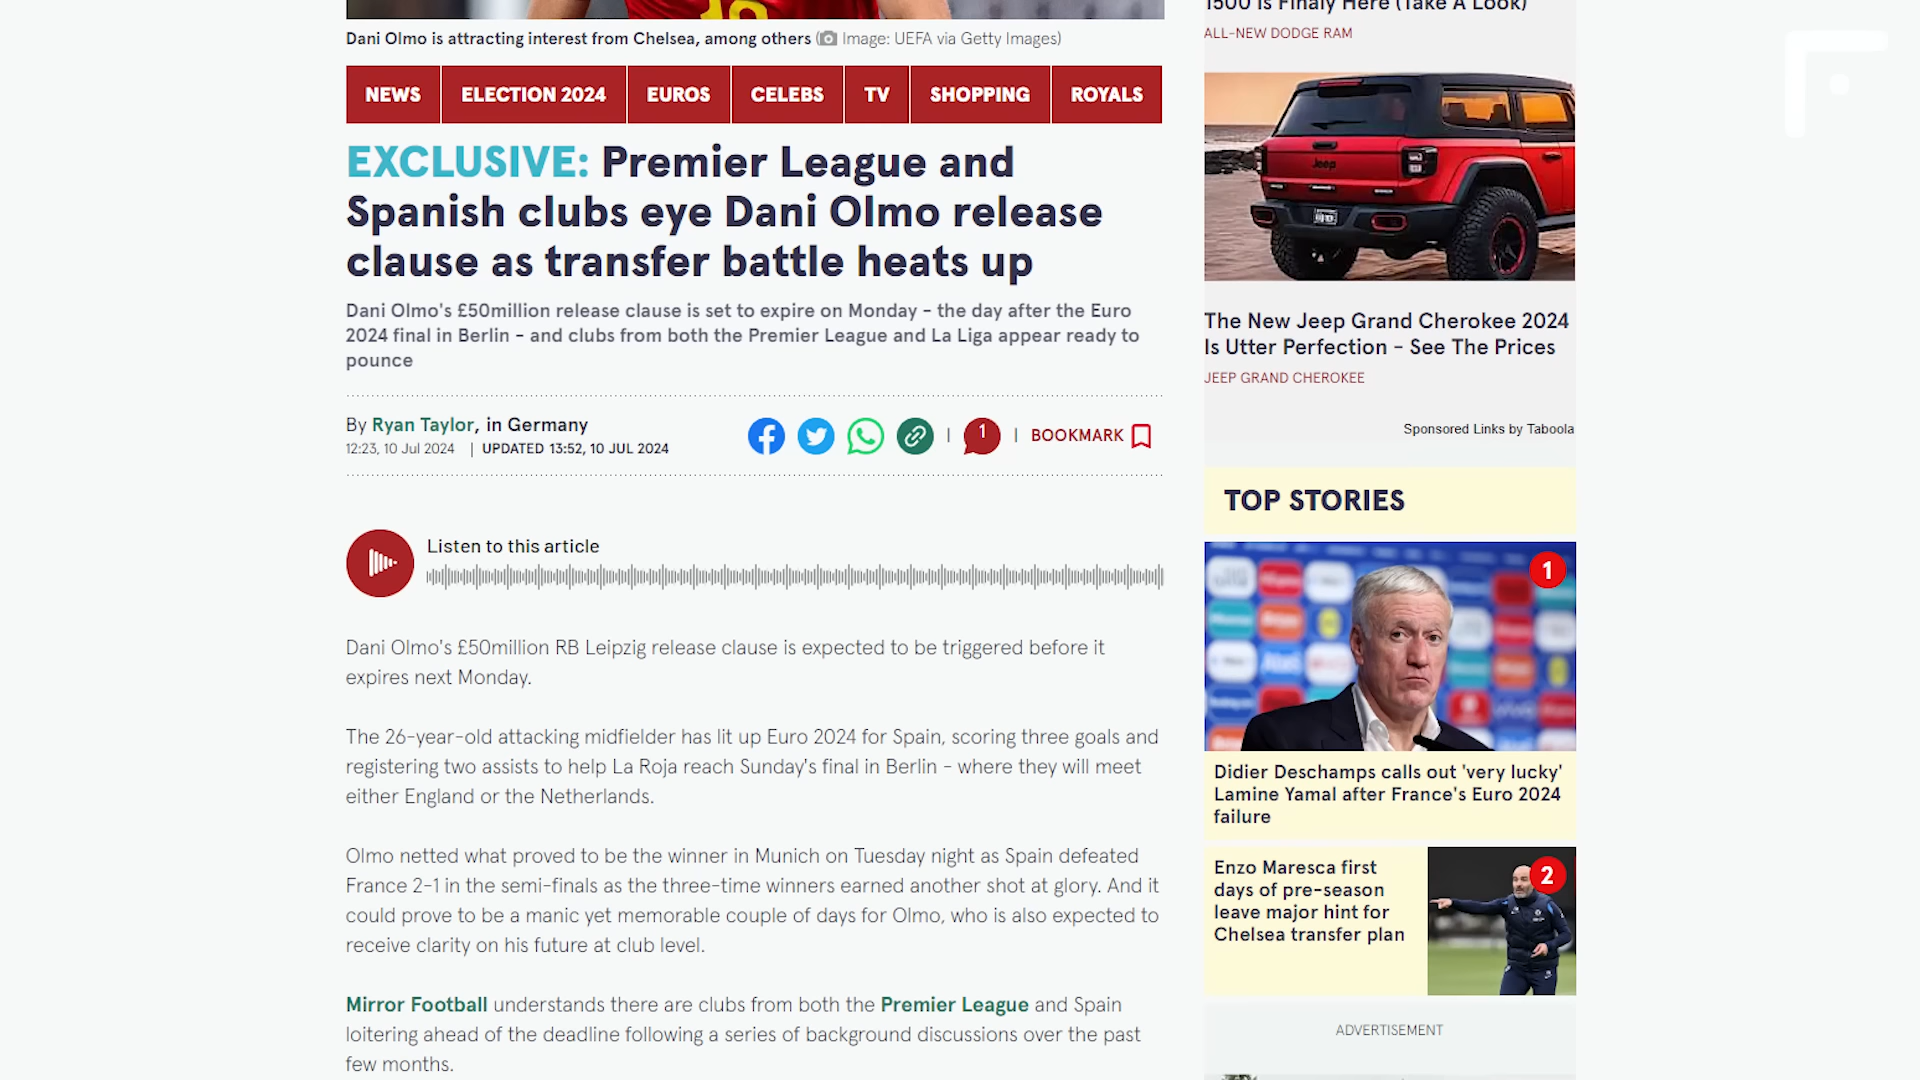 1500 Is Finaly Here (Take A Look)
ALL-NEW DODGE RAM
Dani Olmo is attracting interest from Chelsea, among others (Image: UEFA via Getty Images)
NEWS
ELECTION 2024
EUROS
CELEBS
TV
SHOPPING
ROYALS
EXCLUSIVE: Premier League and
Spanish clubs eye Dani Olmo release
clause as transfer battle heats up
Dani Olmo's £50million release clause is set to expire on Monday - the day after the Euro
2024 final in Berlin - and clubs from both the Premier League and La Liga appear ready to
pounce
By Ryan Taylor, in Germany
12:23, 10 Jul 2024 | UPDATED 13:52, 10 JUL 2024
1
BOOKMARK
Listen to this article
Dani Olmo's £50million RB Leipzig release clause is expected to be triggered before it
expires next Monday.
The 26-year-old attacking midfielder has lit up Euro 2024 for Spain, scoring three goals and
registering two assists to help La Roja reach Sunday's final in Berlin - where they will meet
either England or the Netherlands.
Olmo netted what proved to be the winner in Munich on Tuesday night as Spain defeated
France 2-1 in the semi-finals as the three-time winners earned another shot at glory. And it
could prove to be a manic yet memorable couple of days for Olmo, who is also expected to
receive clarity on his future at club level.
Mirror Football understands there are clubs from both the Premier League and Spain
loitering ahead of the deadline following a series of background discussions over the past
few months.
Jeep
The New Jeep Grand Cherokee 2024
Is Utter Perfection - See The Prices
JEEP GRAND CHEROKEE
Sponsored Links by Taboola
TOP STORIES
1
Didier Deschamps calls out 'very lucky'
Lamine Yamal after France's Euro 2024
failure
Enzo Maresca first
days of pre-season
leave major hint for
Chelsea transfer plan
2
ADVERTISEMENT